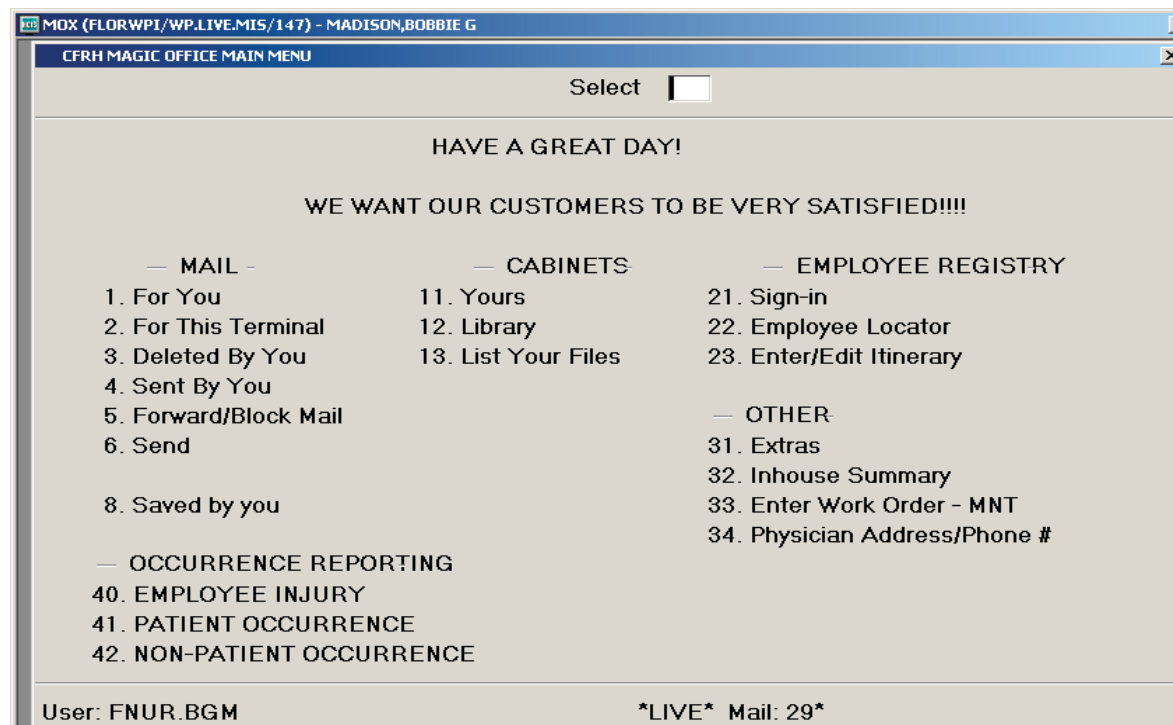 MOX (FLORWPI/WP.LIVE.MIS/147) - MADISON,BOBBIE G
CFRH MAGIC OFFICE MAIN MENU
Select
HAVE A GREAT DAY!
WE WANT OUR CUSTOMERS TO BE VERY SATISFIED!!!!
— MAIL -
1. For You
2. For This Terminal
3. Deleted By You
4. Sent By You
5. Forward/Block Mail
6. Send
8. Saved by you
— CABINETS-
11. Yours
12. Library
13. List Your Files
— EMPLOYEE REGISTRY
21. Sign-in
22. Employee Locator
23. Enter/Edit Itinerary
— OTHER-
31. Extras
32. Inhouse Summary
33. Enter Work Order - MNT
34. Physician Address/Phone #
— OCCURRENCE REPORTING
40. EMPLOYEE INJURY
41. PATIENT OCCURRENCE
42. NON-PATIENT OCCURRENCE
User: FNUR.BGM *LIVE* Mail: 29*